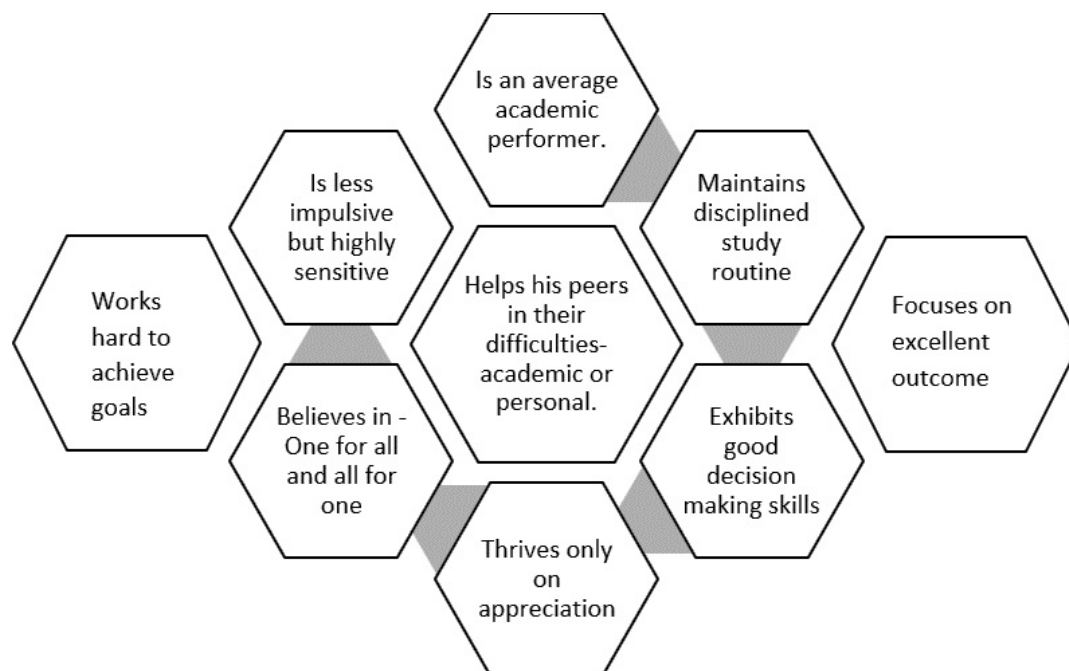 Is an average
academic
performer.
Is less
impulsive
but highly
sensitive
Maintains
disciplined
study
routine
Works
hard to
achieve
goals
Helps his peers
in their
difficulties-
academic or
personal.
Focuses on
excellent
outcome
Believes in -
One for all
and all for
one
Exhibits
good
decision
making skills
Thrives only
on
appreciation